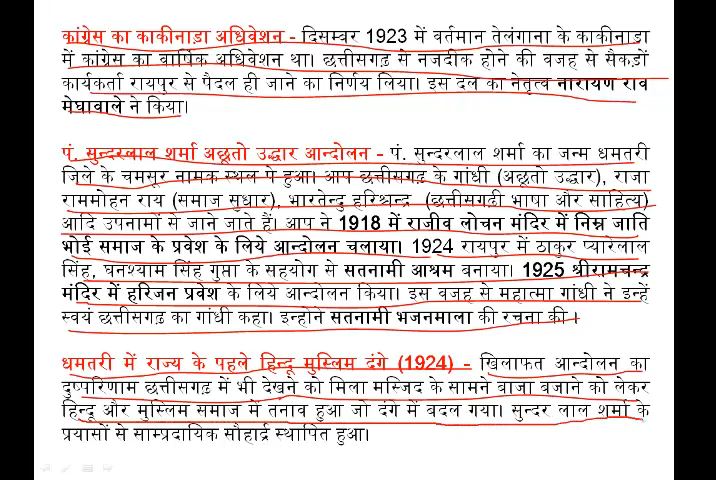 कांग्रेस का काकीनाड़ा अधिवेशन - दिसम्बर 1923 में वर्तमान तेलंगाना के काकीनाड़ा
में कांग्रेस का वार्षिक अधिवेशन था। छत्तीसगढ़ से नजदीक होने की वजह से सैकड़ों
कार्यकर्ता रायपुर से पैदल ही जाने का निर्णय लिया। इस दल का नेतृत्व नारायण राव
मेघावाले ने किया।
पं. सुन्दरलाल शर्मा अछूतो उद्धार आन्दोलन - पं. सुन्दरलाल शर्मा का जन्म धमतरी
जिले के चमसूर नामक स्थल पे हुआ। आप छत्तीसगढ़ के गांधी (अछूतो उद्धार), राजा
राममोहन राय (समाज सुधार), भारतेन्दु हरिश्चन्द्र (छत्तीसगढ़ी भाषा और साहित्य)
आदि उपनामों से जाने जाते हैं। आप ने 1918 में राजीव लोचन मंदिर में निम्न जाति
भोई समाज के प्रवेश के लिये आन्दोलन चलाया। 1924 रायपुर में ठाकुर प्यारेलाल
सिंह, घनश्याम सिंह गुप्ता के सहयोग से सतनामी आश्रम बनाया। 1925 श्रीरामचन्द्र
मंदिर में हरिजन प्रवेश के लिये आन्दोलन किया। इस वजह से महात्मा गांधी ने इन्हें
स्वयं छत्तीसगढ़ का गांधी कहा। इन्होने सतनामी भजनमाला की रचना की ।
धमतरी में राज्य के पहले हिन्दू मुस्लिम दंगे (1924) - खिलाफत आन्दोलन का
दुष्परिणाम छत्तीसगढ़ में भी देखने को मिला मस्जिद के सामने बाजा बजाने को लेकर
हिन्दू और मुस्लिम समाज में तनाव हुआ जो दंगे में बदल गया। सुन्दर लाल शर्मा के
प्रयासों से साम्प्रदायिक सौहार्द्र स्थापित हुआ।